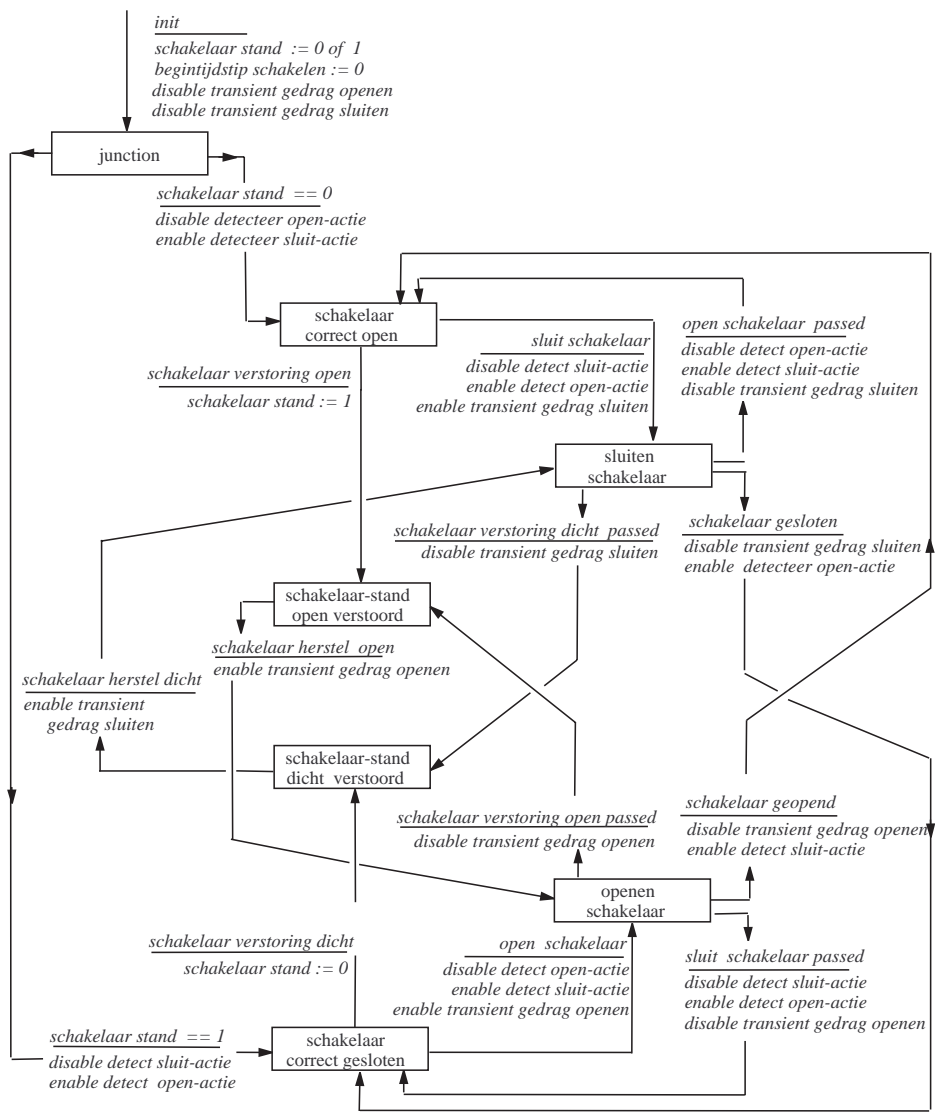 init
schakelaar stand := 0 of 1
begintijdstip schakelen := 0
disable transient gedrag openen
disable transient gedrag sluiten
junction
schakelaar stand == 0
disable detecteer open-actie
enable detecteer sluit-actie
schakelaar
correct open
sluit schakelaar
disable detect sluit-actie
enable detect open-actie
enable transient gedrag sluiten
open schakelaar passed
disable detect open-actie
enable detect sluit-actie
disable transient gedrag sluiten
schakelaar verstoring open
schakelaar stand := 1
sluiten
schakelaar
schakelaar verstoring dicht passed
disable transient gedrag sluiten
schakelaar gesloten
disable transient gedrag sluiten
enable detecteer open-actie
schakelaar-stand
open verstoord
schakelaar herstel open
enable transient gedrag openen
schakelaar herstel dicht
enable transient
gedrag sluiten
schakelaar-stand
dicht verstoord
schakelaar verstoring open passed
disable transient gedrag openen
schakelaar geopend
disable transient gedrag openen
enable detect sluit-actie
openen
schakelaar
schakelaar verstoring dicht
schakelaar stand := 0
open schakelaar
disable detect open-actie
enable detect sluit-actie
enable transient gedrag openen
sluit schakelaar passed
disable detect sluit-actie
enable detect open-actie
disable transient gedrag openen
schakelaar stand == 1
disable detect sluit-actie
enable detect open-actie
schakelaar
correct gesloten